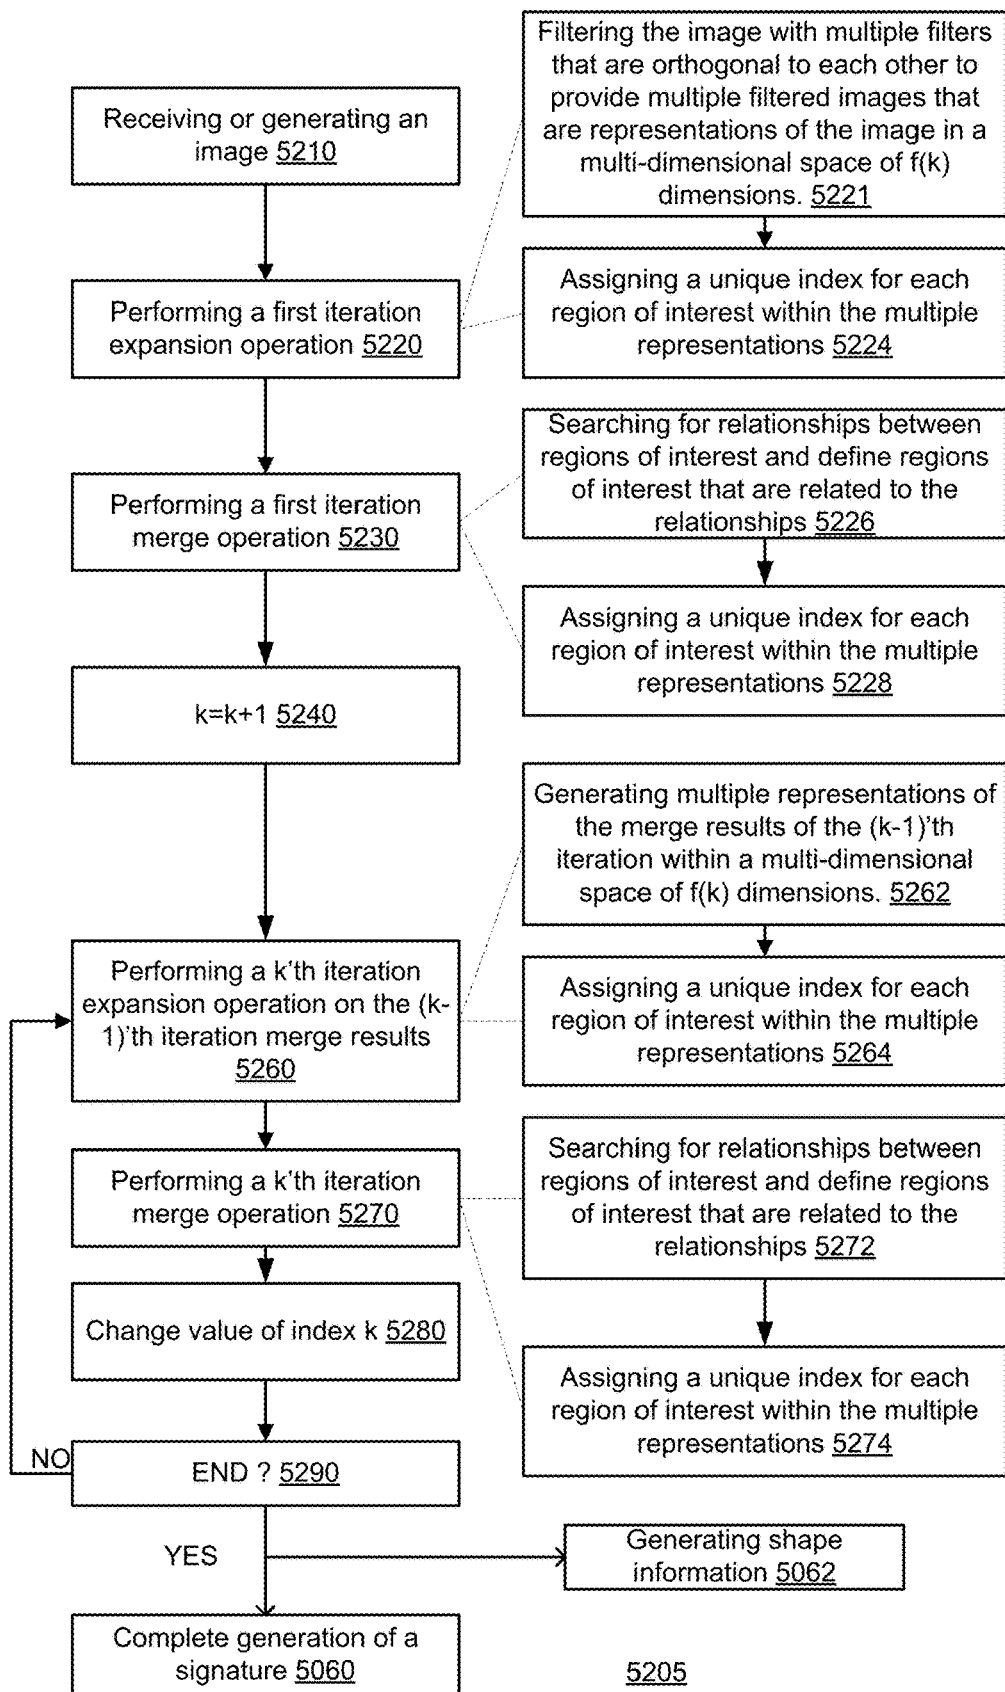 Receiving or generating an
image 5210
Filtering the image with multiple filters
that are orthogonal to each other to
provide multiple filtered images that
are representations of the image in a
multi-dimensional space of f(k)
dimensions. 5221
Performing a first iteration
expansion operation 5220
Assigning a unique index for each
region of interest within the multiple
representations 5224
Performing a first iteration
merge operation 5230
Searching for relationships between
regions of interest and define regions
of interest that are related to the
relationships 5226
Assigning a unique index for each
region of interest within the multiple
representations 5228
k=k+1 5240
Generating multiple representations of
the merge results of the (k-1)'th
iteration within a multi-dimensional
space of f(k) dimensions. 5262
Performing a k'th iteration
expansion operation on the (k-
1)'th iteration merge results
5260
Assigning a unique index for each
region of interest within the multiple
representations 5264
Performing a k'th iteration
merge operation 5270
Searching for relationships between
regions of interest and define regions
of interest that are related to the
relationships 5272
Change value of index k 5280
Assigning a unique index for each
region of interest within the multiple
representations 5274
NO
END ? 5290
YES
Generating shape
information 5062
Complete generation of a
signature 5060
5205